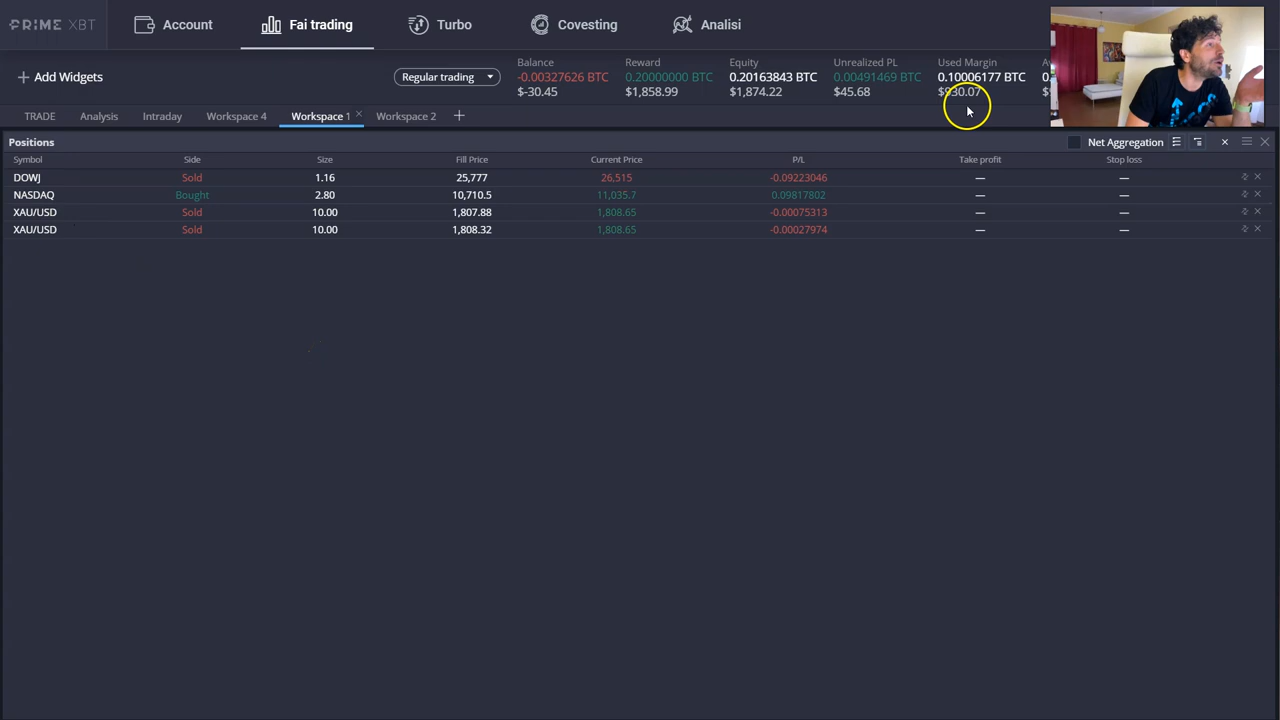 PRIME XBT
Account
Fai trading
Turbo
Covesting
Analisi
Add Widgets
Regular trading
Balance
-0.00327626 BTC
$-30.45
Reward
0.20000000 BTC
$1,858.99
Equity
0.20163843 BTC
$1,874.22
Unrealized PL
0.00491469 BTC
$45.68
Used Margin
0.10006177 BTC
$930.07
TRADE Analysis Intraday Workspace 4 Workspace 1 Workspace 2
Positions Net Aggregation
Symbol Side Size Fill Price Current Price P/L Take profit Stop loss
DOWJ Sold 1.16 25,777 26,515 -0.09223046 — —
NASDAQ Bought 2.80 10,710.5 11,035.7 0.09817802 — —
XAU/USD Sold 10.00 1,807.88 1,808.65 -0.00075313 — —
XAU/USD Sold 10.00 1,808.32 1,808.65 -0.00027974 — —